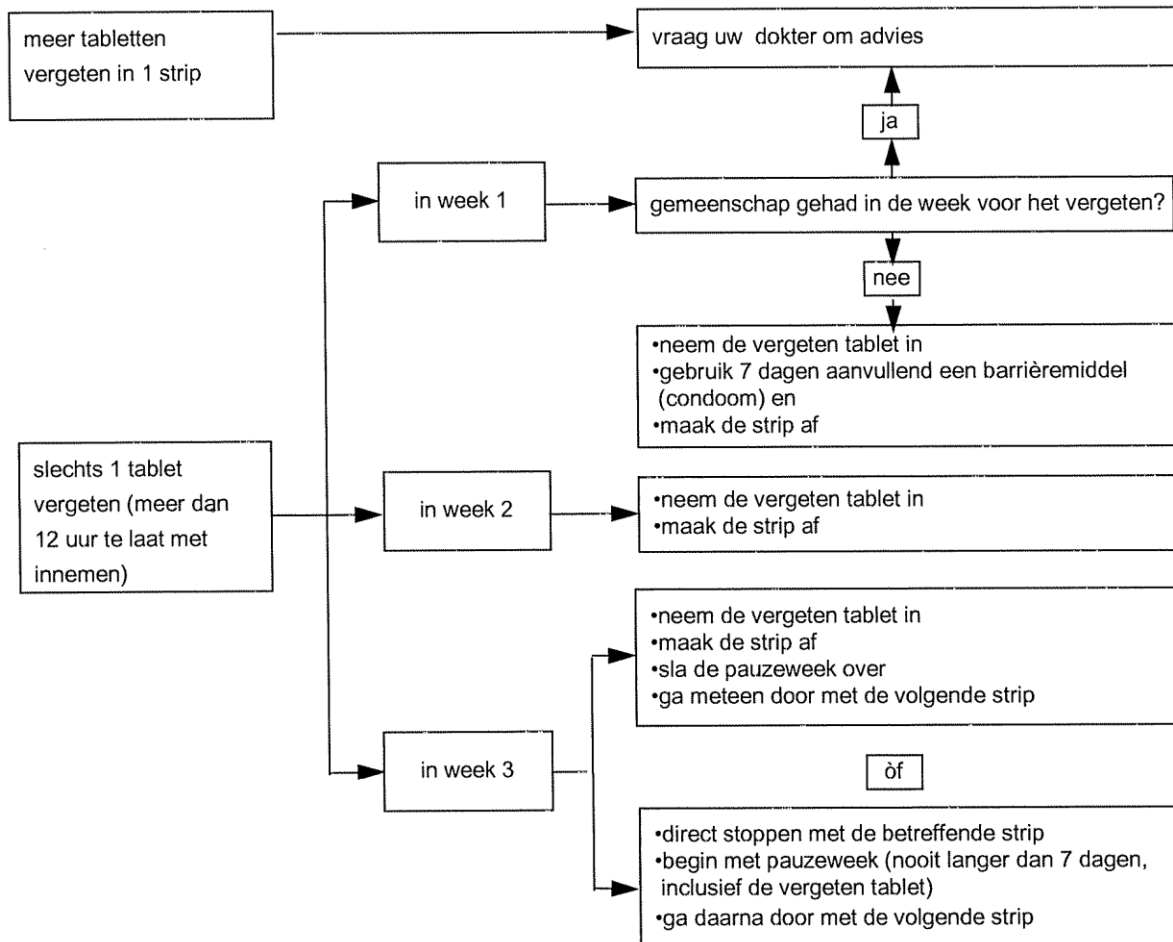 meer tabletten
vergeten in 1 strip
vraag uw dokter om advies
ja
in week 1
gemeenschap gehad in de week voor het vergeten?
nee
•neem de vergeten tablet in
•gebruik 7 dagen aanvullend een barrièremiddel
(condoom) en
•maak de strip af
slechts 1 tablet
vergeten (meer dan
12 uur te laat met
innemen)
in week 2
•neem de vergeten tablet in
•maak de strip af
•neem de vergeten tablet in
•maak de strip af
•sla de pauzeweek over
•ga meteen door met de volgende strip
in week 3
òf
•direct stoppen met de betreffende strip
•begin met pauzeweek (nooit langer dan 7 dagen,
inclusief de vergeten tablet)
•ga daarna door met de volgende strip